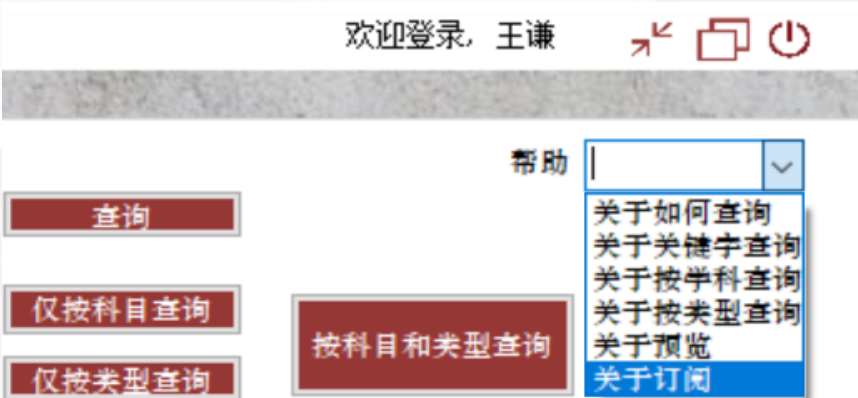 欢迎登录, 王谦
帮助
查询
关于如何查询
关于关键字查询
关于按学科查询
仅按科目查询
关于按类型查询
按科目和类型查询
关于预览
仅按类型查询
关于订阅